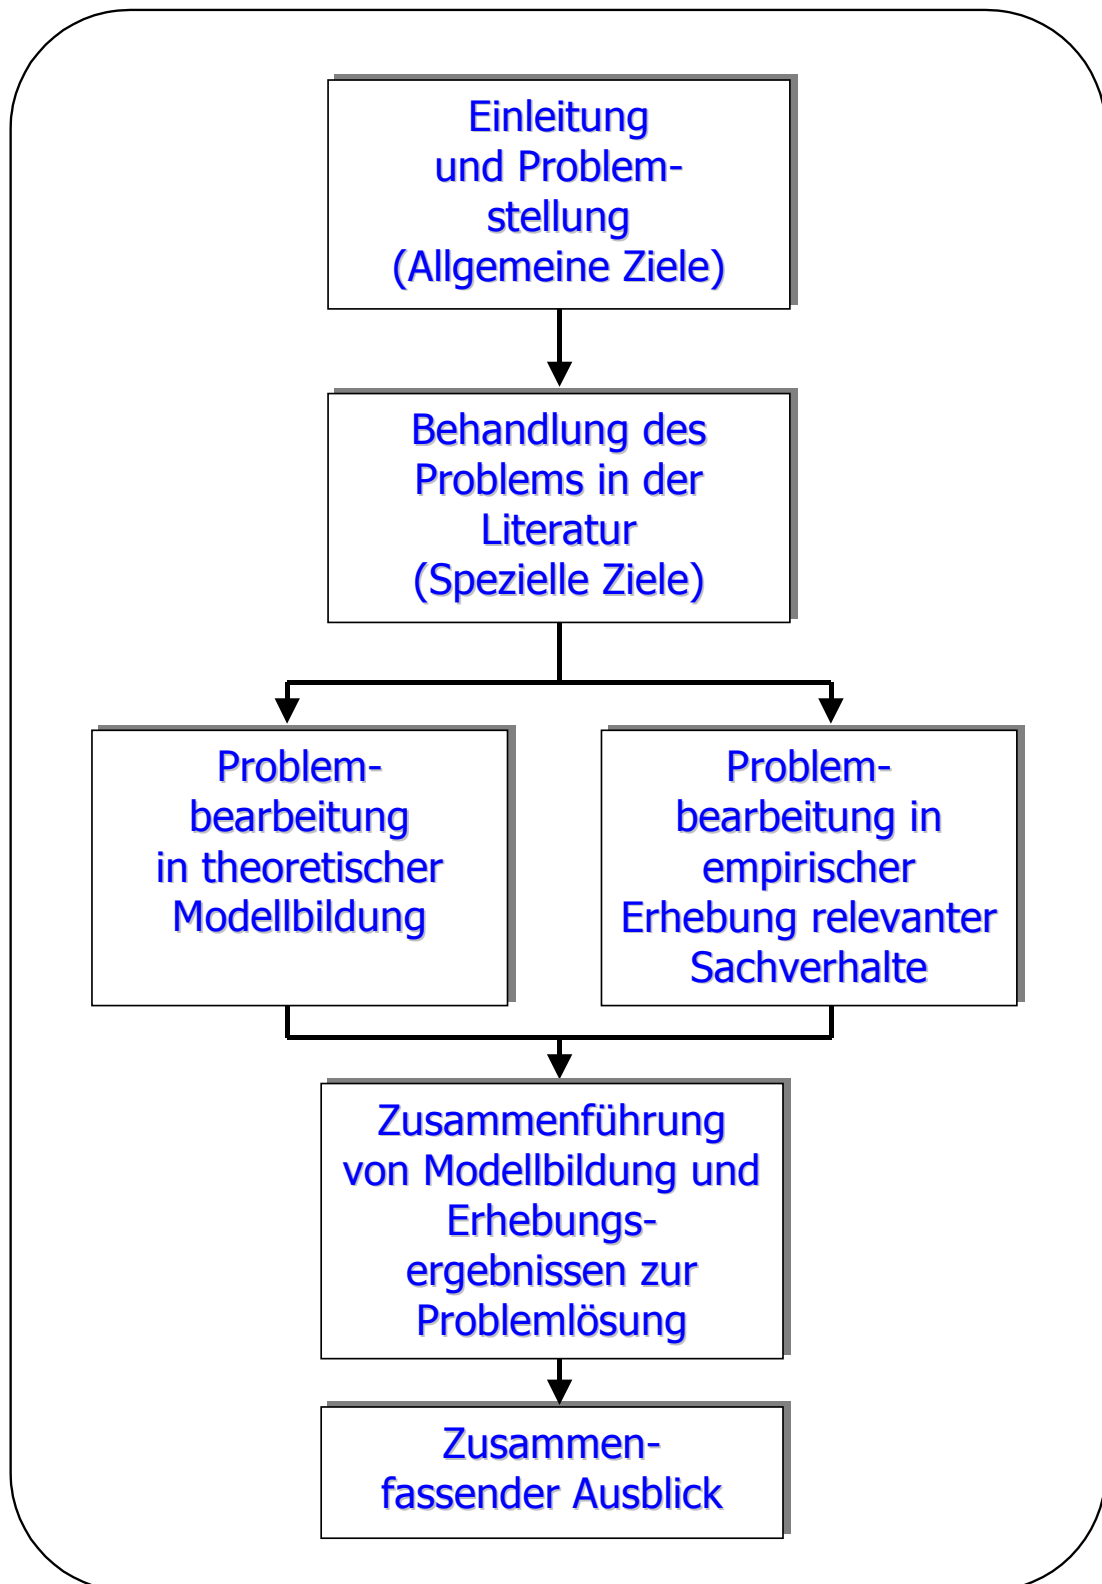 Einleitung
und Problem-
stellung
(Allgemeine Ziele)
Behandlung des
Problems in der
Literatur
(Spezielle Ziele)
Problem-
bearbeitung
in theoretischer
Modellbildung
Problem-
bearbeitung in
empirischer
Erhebung relevanter
Sachverhalte
Zusammenführung
von Modellbildung und
Erhebungs-
ergebnissen zur
Problemlösung
Zusammen-
fassender Ausblick